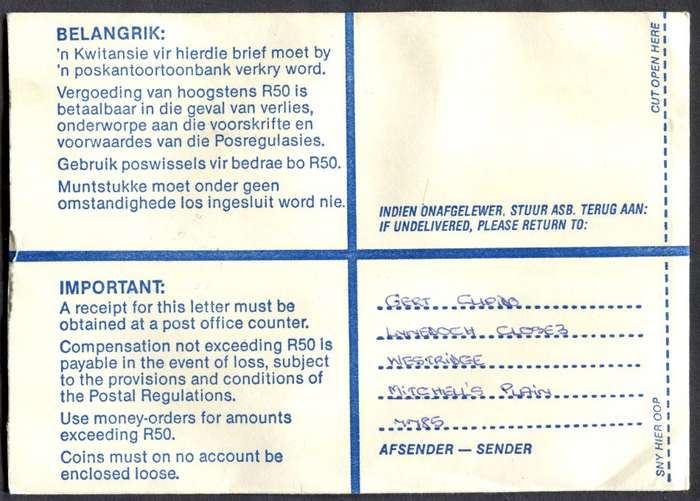 BELANGRIK:
'n Kwitansie vir hierdie brief moet by
'n poskantoortoonbank verkry word.
Vergoeding van hoogstens R50 is
betaalbaar in die geval van verlies,
onderworpe aan die voorskrifte en
voorwaardes van die Posregulasies.
Gebruik poswissels vir bedrae bo R50.
Muntstukke moet onder geen
omstandighede los ingesluit word nie.
CUT OPEN HERE
INDIEN ONAFGELEWER, STUUR ASB. TERUG AAN:
IF UNDELIVERED, PLEASE RETURN TO:
IMPORTANT:
A receipt for this letter must be
obtained at a post office counter.
Compensation not exceeding R50 is
payable in the event of loss, subject
to the provisions and conditions of
the Postal Regulations.
Use money-orders for amounts
exceeding R50.
Coins must on no account be
enclosed loose.
GERT
CLOSE 3
WESTRIDGE
MITCHELL'S PLAIN
7785
AFSENDER — SENDER
SNY HIER OOP